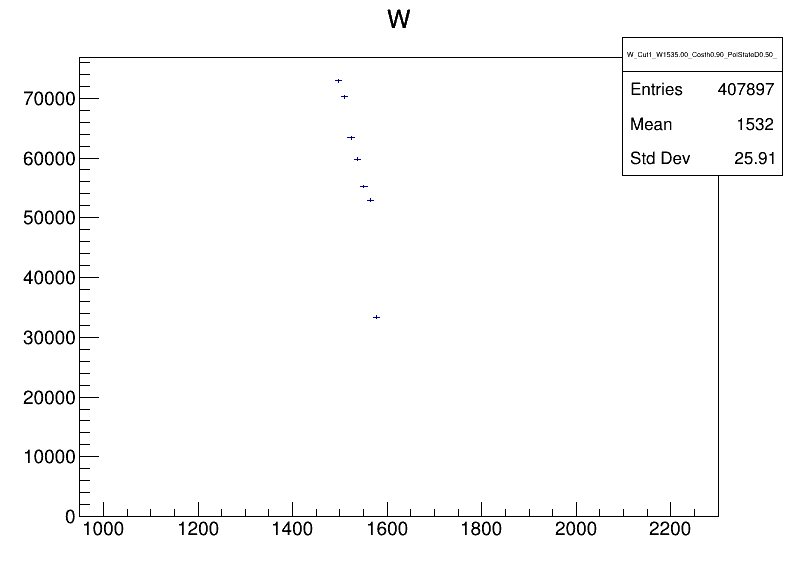 W
W_Cut1_W1535.00_Costh0.90_PolStateD0.50_
Entries 407897
Mean 1532
Std Dev 25.91
70000
60000
50000
40000
30000
20000
10000
0
1000 1200 1400 1600 1800 2000 2200